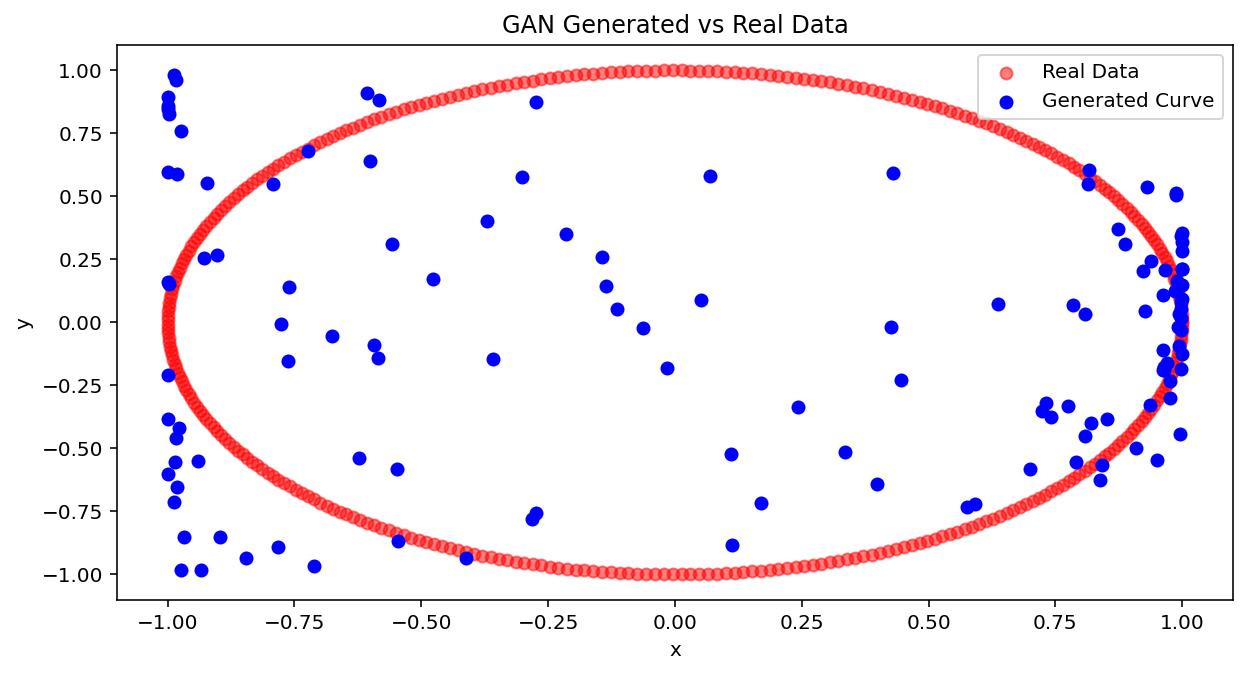 GAN Generated vs Real Data
Real Data
Generated Curve
1.00
0.75
0.50
0.25
0.00
−0.25
−0.50
−0.75
−1.00
y
−1.00 −0.75 −0.50 −0.25 0.00 0.25 0.50 0.75 1.00
x